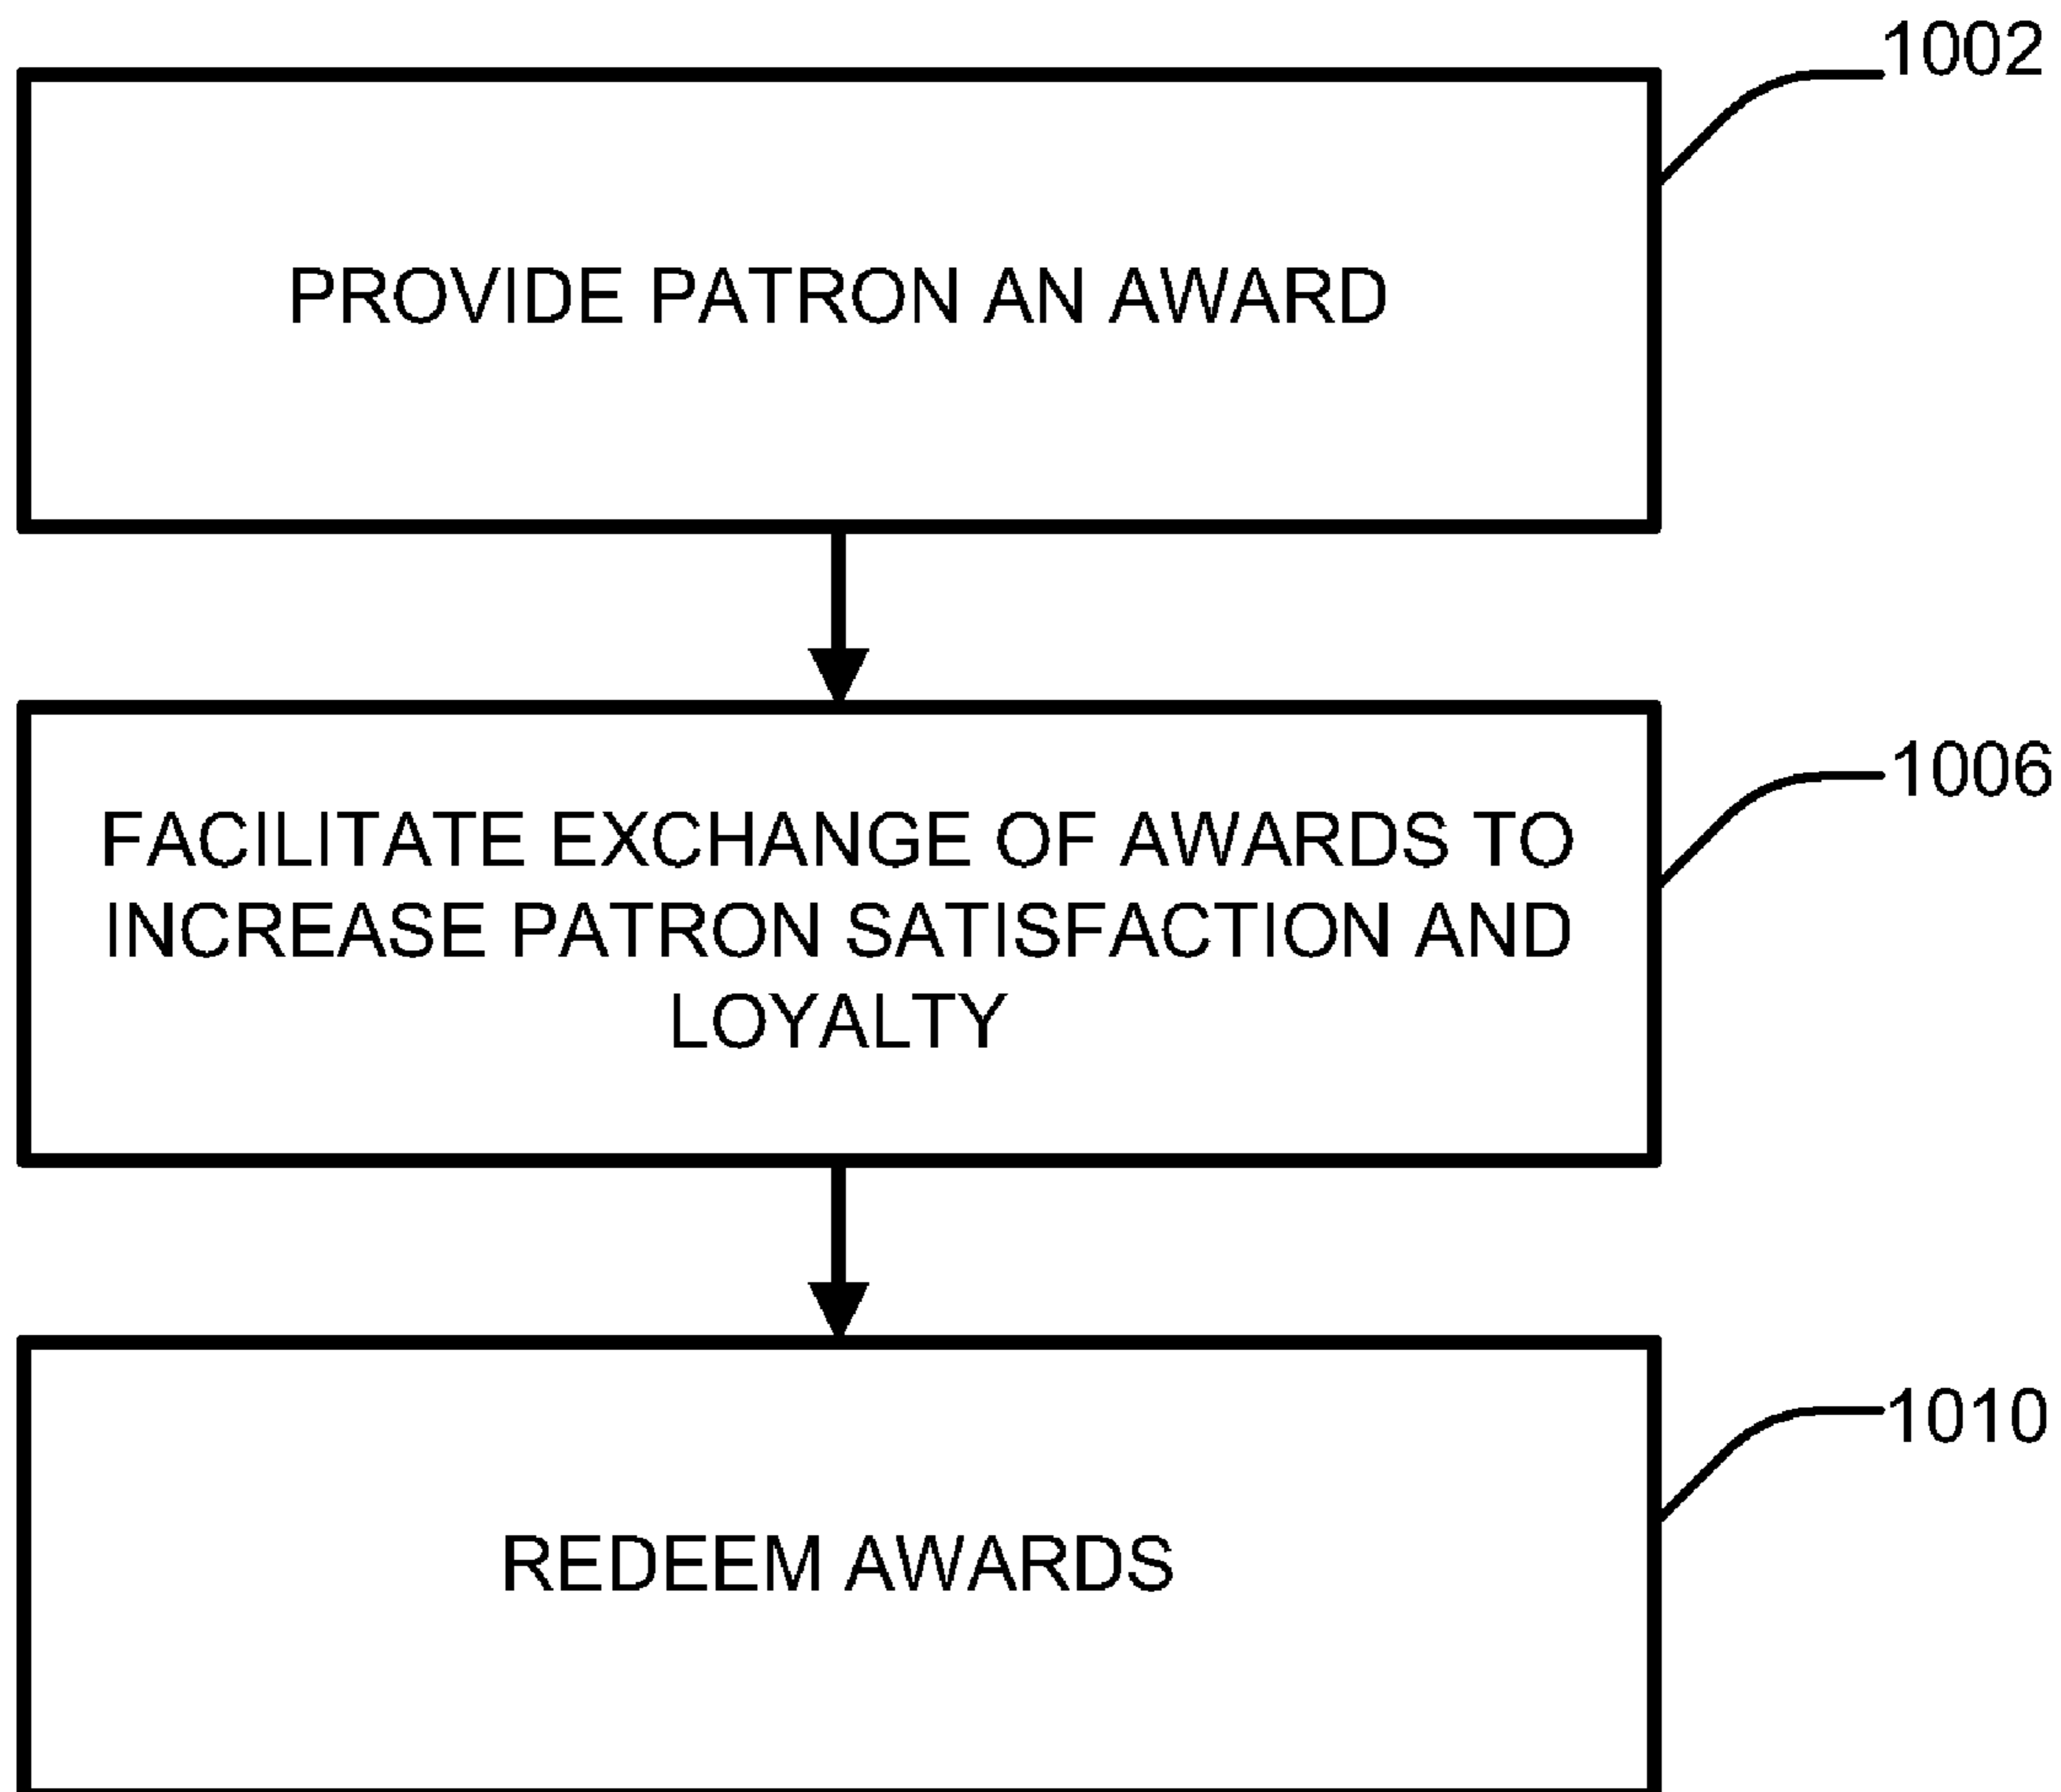 1002
PROVIDE PATRON AN AWARD
1006
FACILITATE EXCHANGE OF AWARDS TO
INCREASE PATRON SATISFACTION AND
LOYALTY
1010
REDEEM AWARDS